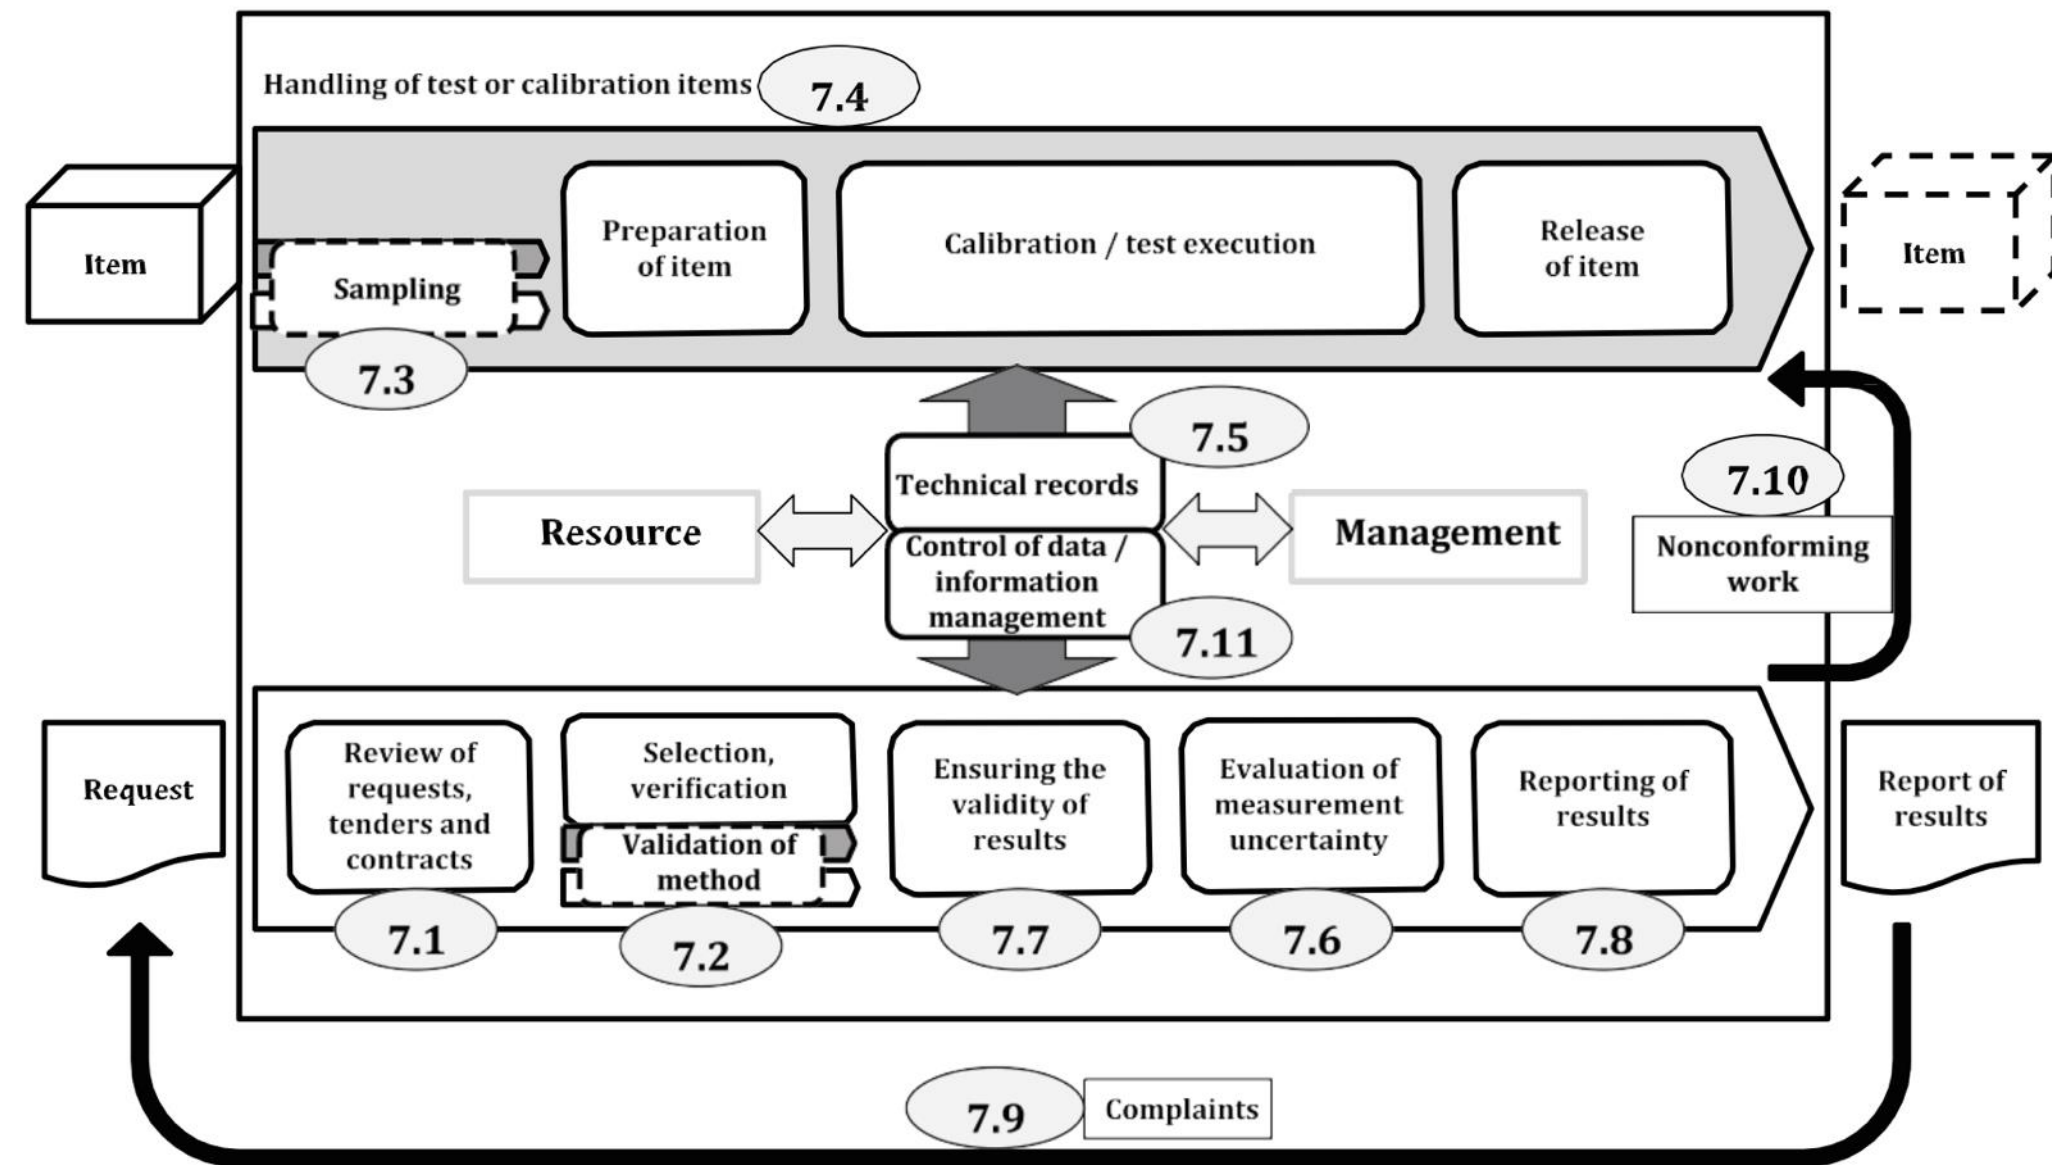 Handling of test or calibration items
7.4
Item
Sampling
7.3
Preparation
of item
Calibration / test execution
Release
of item
Item
Technical records
7.5
Resource
Management
Control of data /
information
management
7.11
7.10
Nonconforming
work
Request
Review of
requests,
tenders and
contracts
7.1
Selection,
verification
Validation of
method
7.2
Ensuring the
validity of
results
7.7
Evaluation of
measurement
uncertainty
7.6
Reporting of
results
7.8
Report of
results
7.9
Complaints